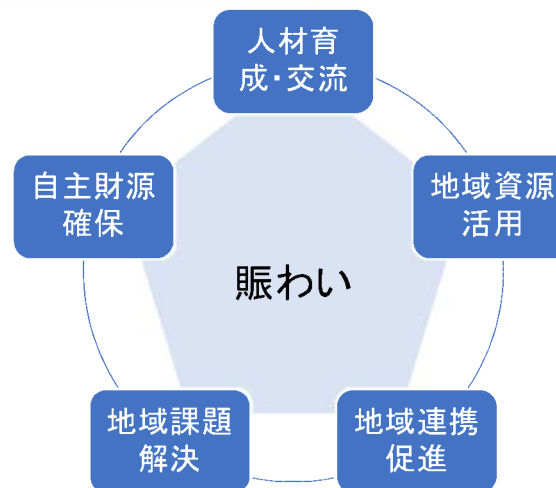 人材育
成・交流
自主財源
確保
地域資源
活用
賑わい
地域課題
解決
地域連携
促進